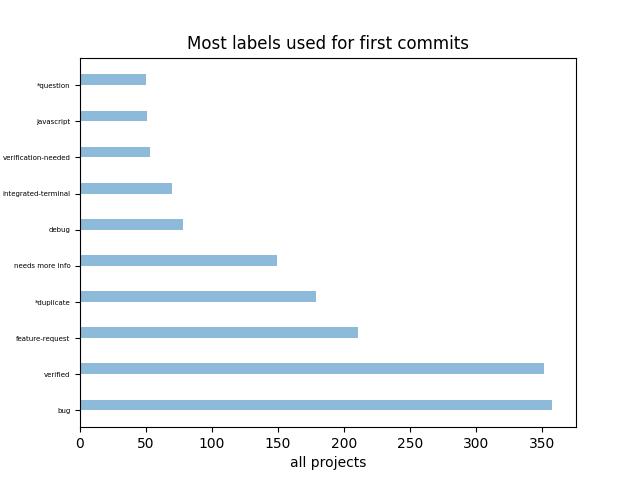 Most labels used for first commits
*question
javascript
verification-needed
integrated-terminal
debug
needs more info
*duplicate
feature-request
verified
bug
0 50 100 150 200 250 300 350
all projects